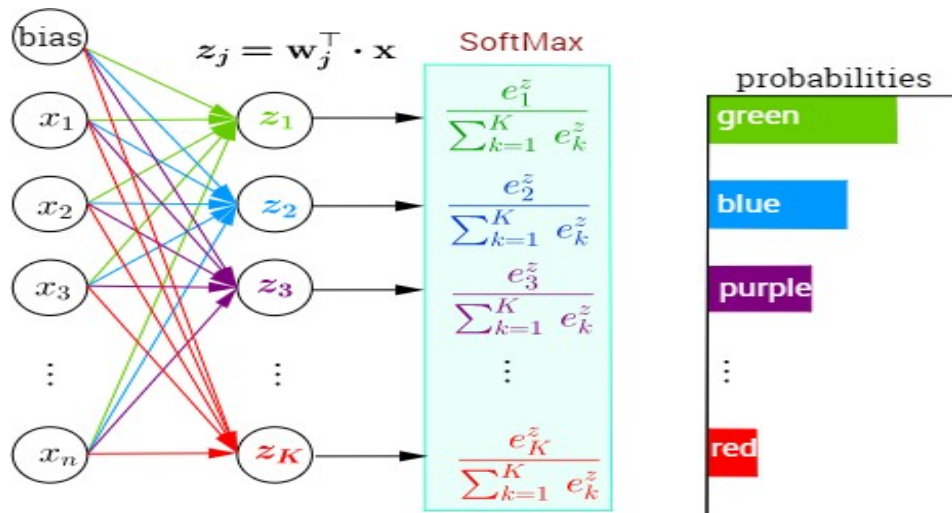 bias
z_j = w_j^⊤ · x
SoftMax
probabilities
x_1
z_1
e_1^z / ∑_{k=1}^K e_k^z
green
x_2
z_2
e_2^z / ∑_{k=1}^K e_k^z
blue
x_3
z_3
e_3^z / ∑_{k=1}^K e_k^z
purple
⋮
⋮
⋮
⋮
x_n
z_K
e_K^z / ∑_{k=1}^K e_k^z
red